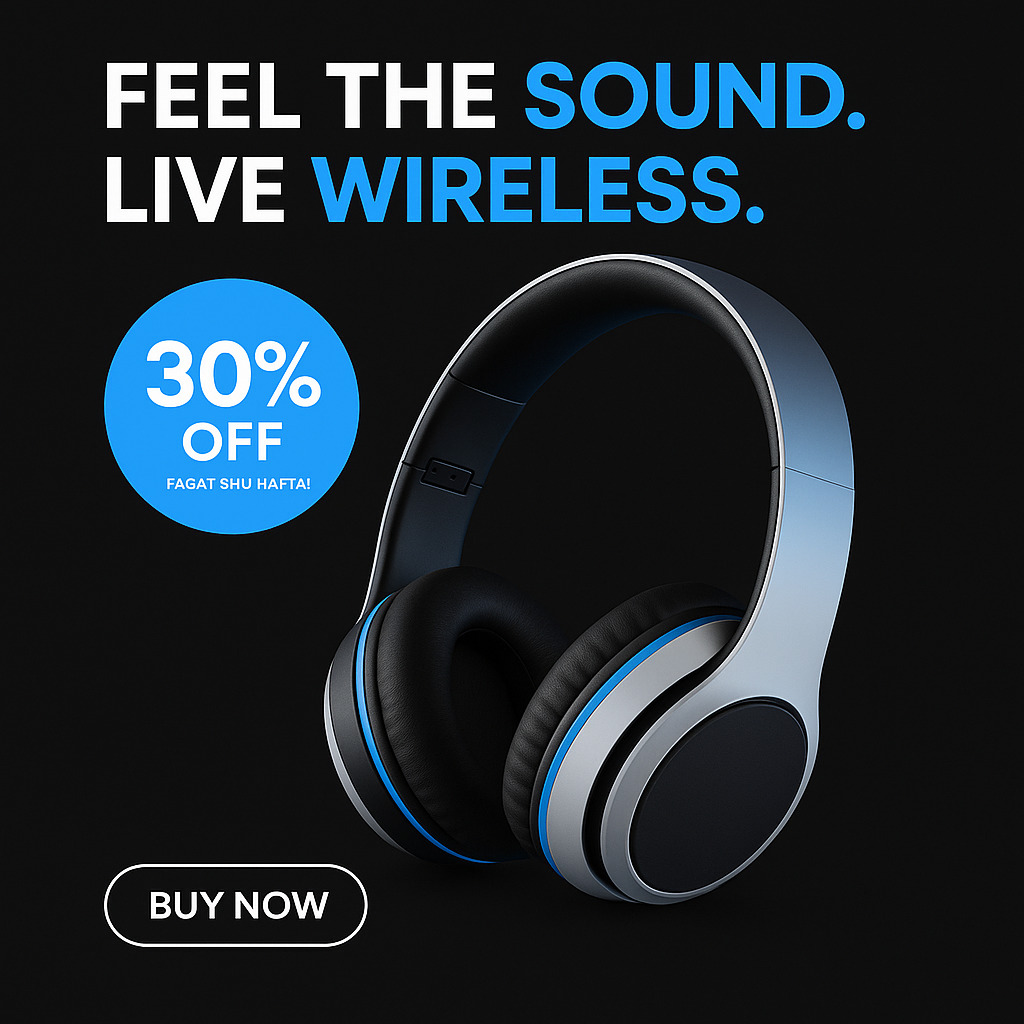 FEEL THE SOUND.
LIVE WIRELESS.
30%
OFF
FAGAT SHU HAFTA!
BUY NOW